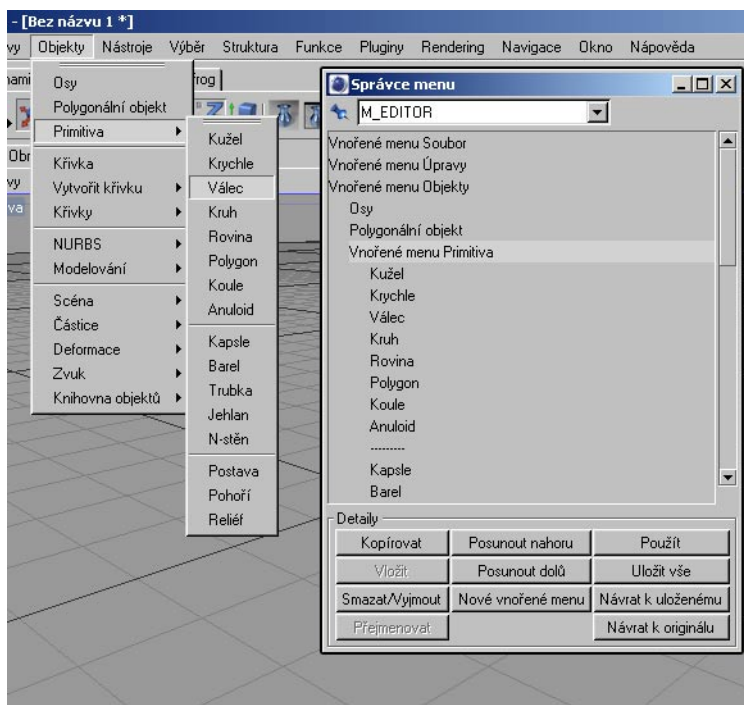 - [Bez názvu 1 *]
vy Objekty Nástroje Výběr Struktura Funkce Pluginy Rendering Navigace Okno Nápověda
Osy
Polygonální objekt
Primitiva
Křivka
Vytvořit křivku
Křivky
NURBS
Modelování
Scéna
Částice
Deformace
Zvuk
Knihovna objektů
Kužel
Krychle
Válec
Kruh
Rovina
Polygon
Koule
Anuloid
Kapsle
Barel
Trubka
Jehlan
N-stěn
Postava
Pohoří
Reliéf
Správce menu
M_EDITOR
Vnořené menu Soubor
Vnořené menu Úpravy
Vnořené menu Objekty
Osy
Polygonální objekt
Vnořené menu Primitiva
Kužel
Krychle
Válec
Kruh
Rovina
Polygon
Koule
Anuloid
---------
Kapsle
Barel
Detaily
Kopírovat Posunout nahoru Použít
Vložit Posunout dolů Uložit vše
Smazat/Vyjmout Nové vnořené menu Návrat k uloženému
Přejmenovat Návrat k originálu